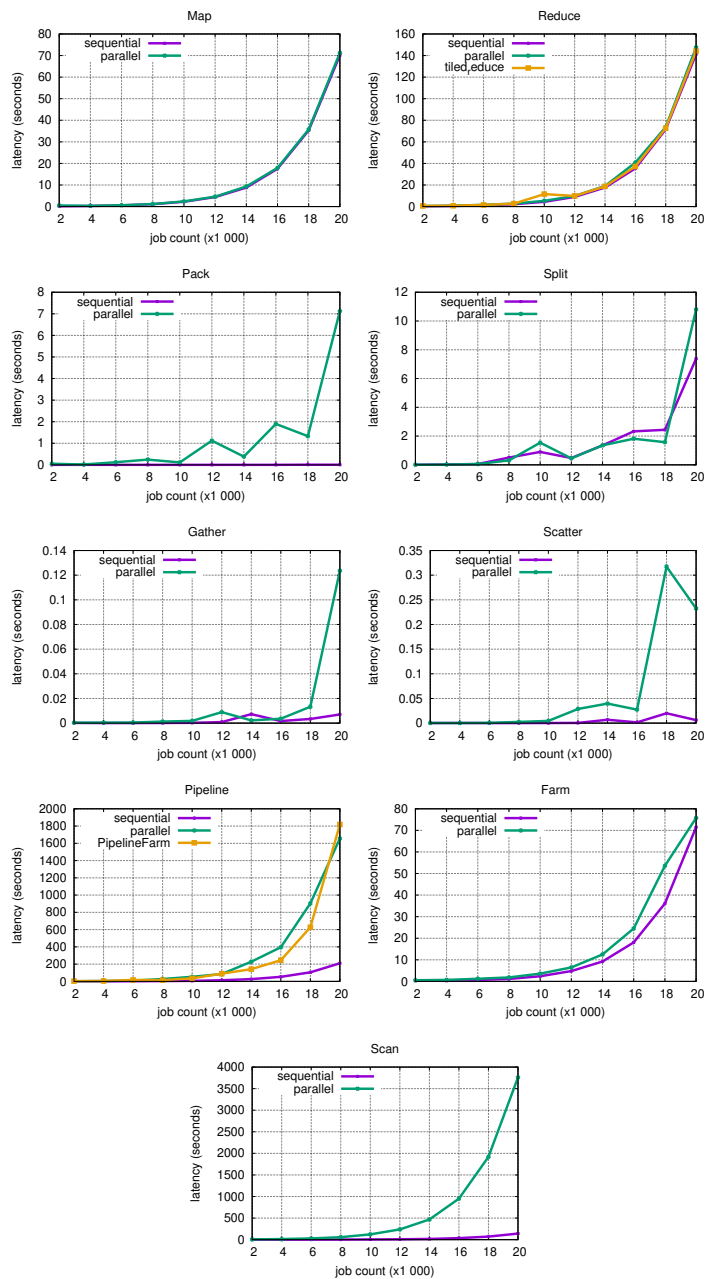 Map
80
70
60
50
40
30
20
10
0
latency (seconds)
sequential
parallel
2 4 6 8 10 12 14 16 18 20
job count (x1 000)
Reduce
160
140
120
100
80
60
40
20
0
latency (seconds)
sequential
parallel
tiled,educe
2 4 6 8 10 12 14 16 18 20
job count (x1 000)
Pack
8
7
6
5
4
3
2
1
0
latency (seconds)
sequential
parallel
2 4 6 8 10 12 14 16 18 20
job count (x1 000)
Split
12
10
8
6
4
2
0
latency (seconds)
sequential
parallel
2 4 6 8 10 12 14 16 18 20
job count (x1 000)
Gather
0.14
0.12
0.1
0.08
0.06
0.04
0.02
0
latency (seconds)
sequential
parallel
2 4 6 8 10 12 14 16 18 20
job count (x1 000)
Scatter
0.35
0.3
0.25
0.2
0.15
0.1
0.05
0
latency (seconds)
sequential
parallel
2 4 6 8 10 12 14 16 18 20
job count (x1 000)
Pipeline
2000
1800
1600
1400
1200
1000
800
600
400
200
0
latency (seconds)
sequential
parallel
PipelineFarm
2 4 6 8 10 12 14 16 18 20
job count (x1 000)
Farm
80
70
60
50
40
30
20
10
0
latency (seconds)
sequential
parallel
2 4 6 8 10 12 14 16 18 20
job count (x1 000)
Scan
4000
3500
3000
2500
2000
1500
1000
500
0
latency (seconds)
sequential
parallel
2 4 6 8 10 12 14 16 18 20
job count (x1 000)